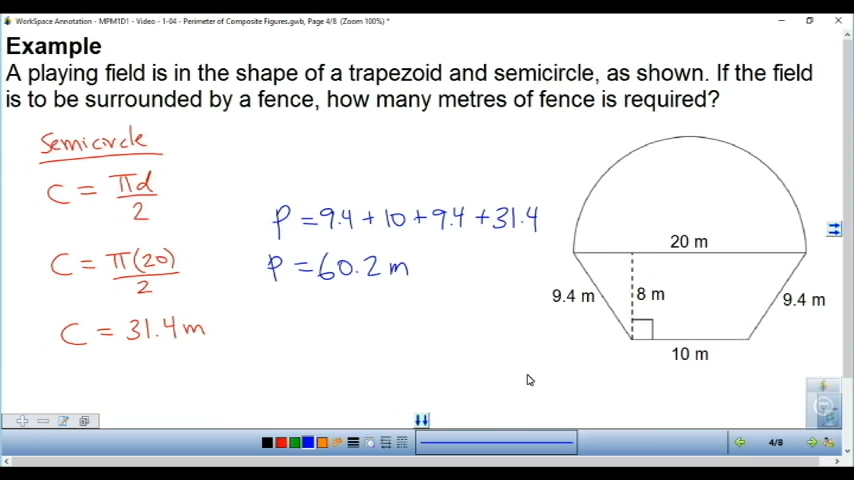 WorkSpace Annotation - MPM1D1 - Video - 1-04 - Perimeter of Composite Figures.gwb, Page 4/8 (Zoom 100%) *
Example
A playing field is in the shape of a trapezoid and semicircle, as shown. If the field
is to be surrounded by a fence, how many metres of fence is required?
Semicircle
C = πd/2
C = π(20)/2
C = 31.4 m
P = 9.4 + 10 + 9.4 + 31.4
P = 60.2 m
20 m
9.4 m
8 m
9.4 m
10 m
4/8